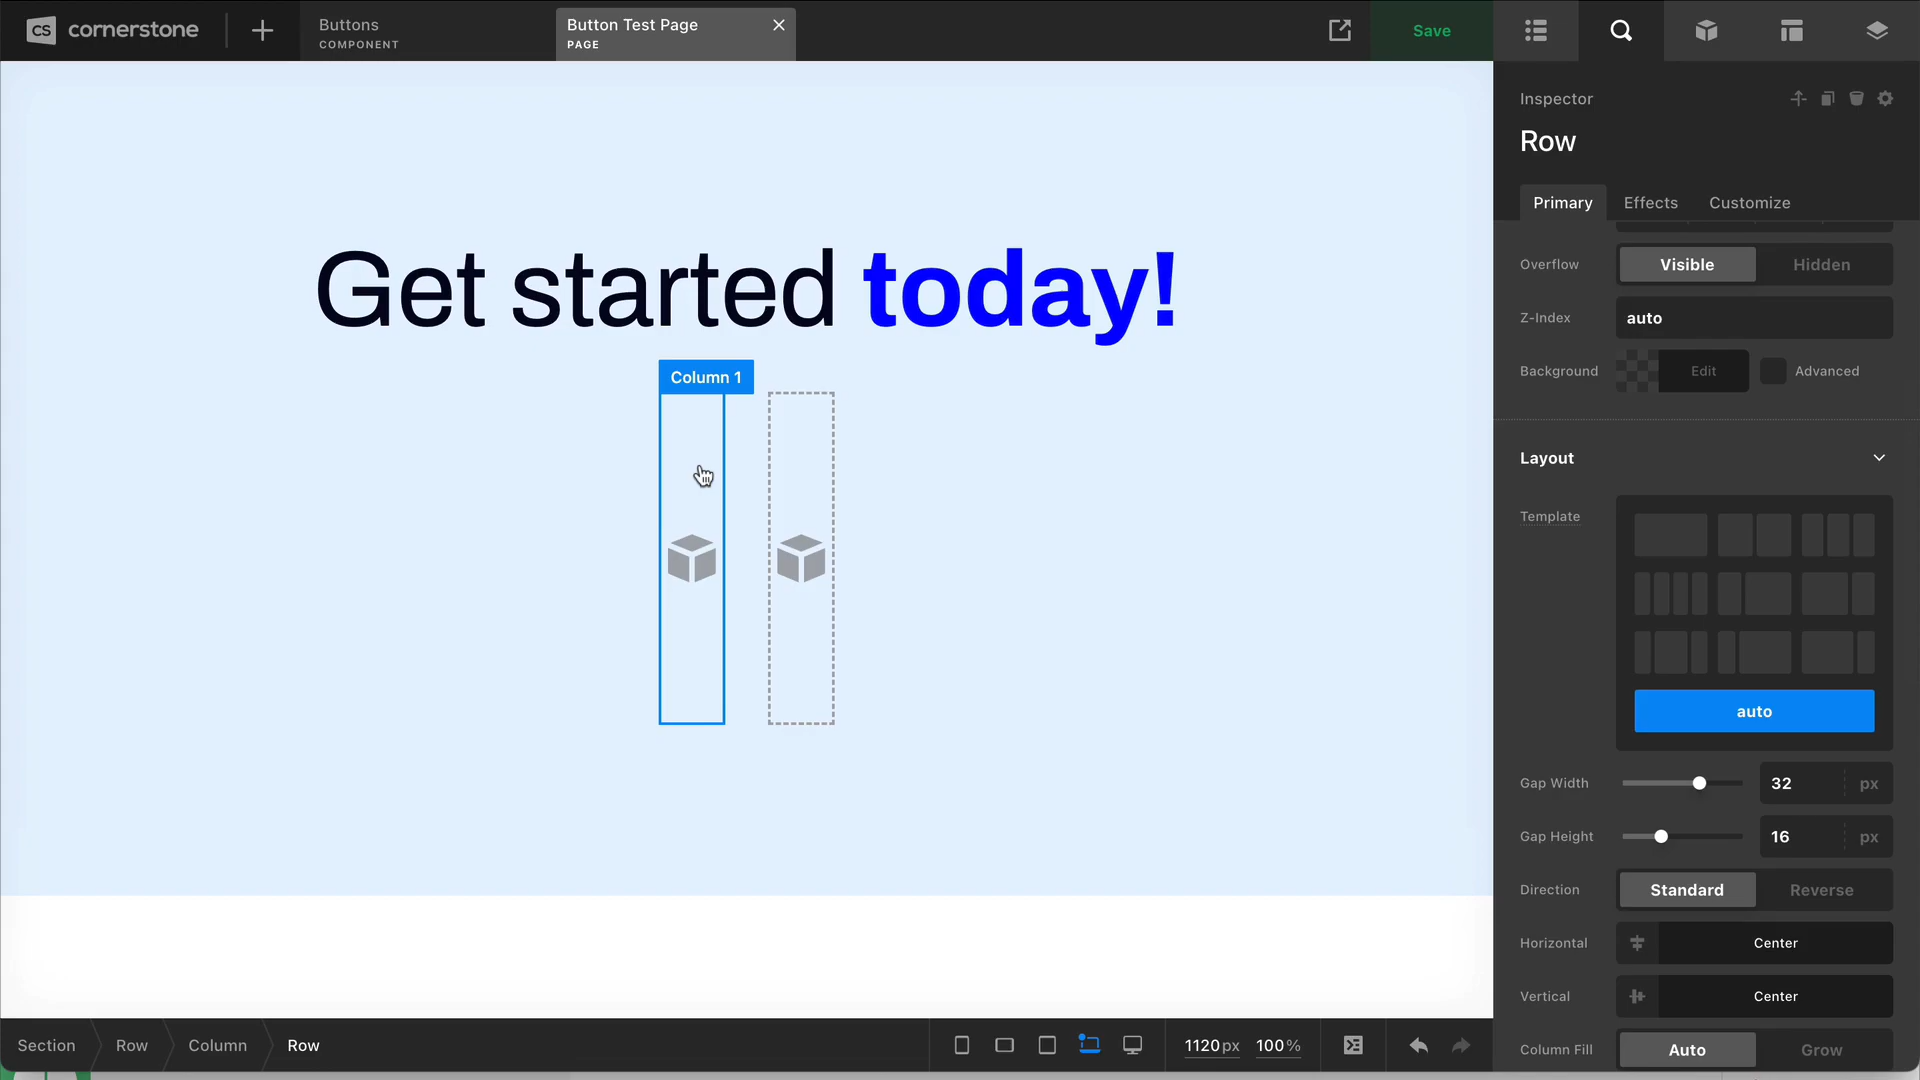 CS cornerstone
Buttons
COMPONENT
Button Test Page
PAGE
Save
Inspector
Row
Primary
Effects
Customize
Overflow
Visible
Hidden
Z-Index
auto
Background
Edit
Advanced
Layout
Template
auto
Gap Width
32
px
Gap Height
16
px
Direction
Standard
Reverse
Horizontal
Center
Vertical
Center
Column Fill
Auto
Grow
Get started today!
Column 1
Section
Row
Column
Row
1120px
100%